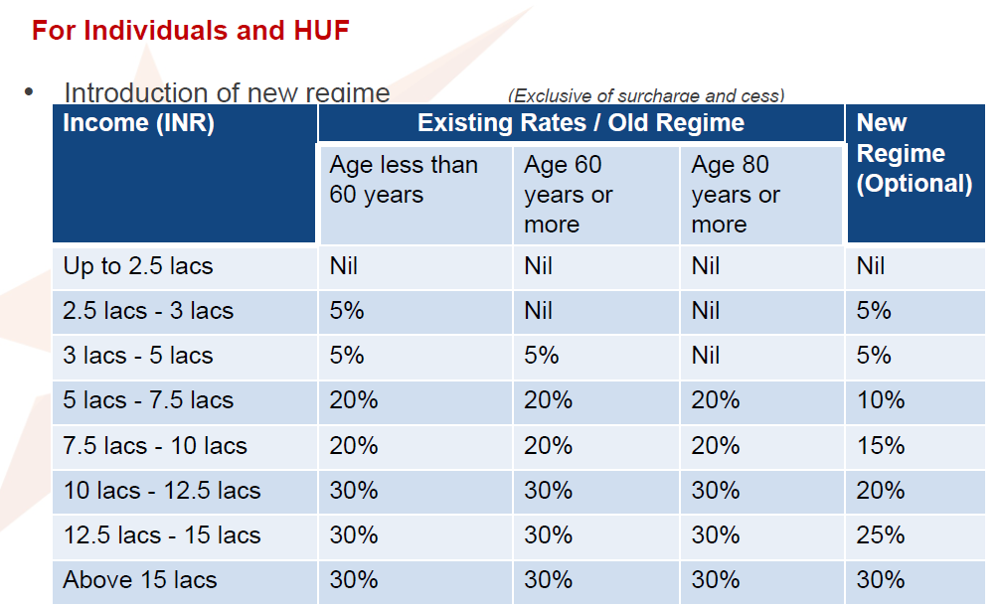 For Individuals and HUF
• Introduction of new regime (Exclusive of surcharge and cess)
Income (INR) Existing Rates / Old Regime New Regime (Optional)
Age less than 60 years Age 60 years or more Age 80 years or more
Up to 2.5 lacs Nil Nil Nil Nil
2.5 lacs - 3 lacs 5% Nil Nil 5%
3 lacs - 5 lacs 5% 5% Nil 5%
5 lacs - 7.5 lacs 20% 20% 20% 10%
7.5 lacs - 10 lacs 20% 20% 20% 15%
10 lacs - 12.5 lacs 30% 30% 30% 20%
12.5 lacs - 15 lacs 30% 30% 30% 25%
Above 15 lacs 30% 30% 30% 30%